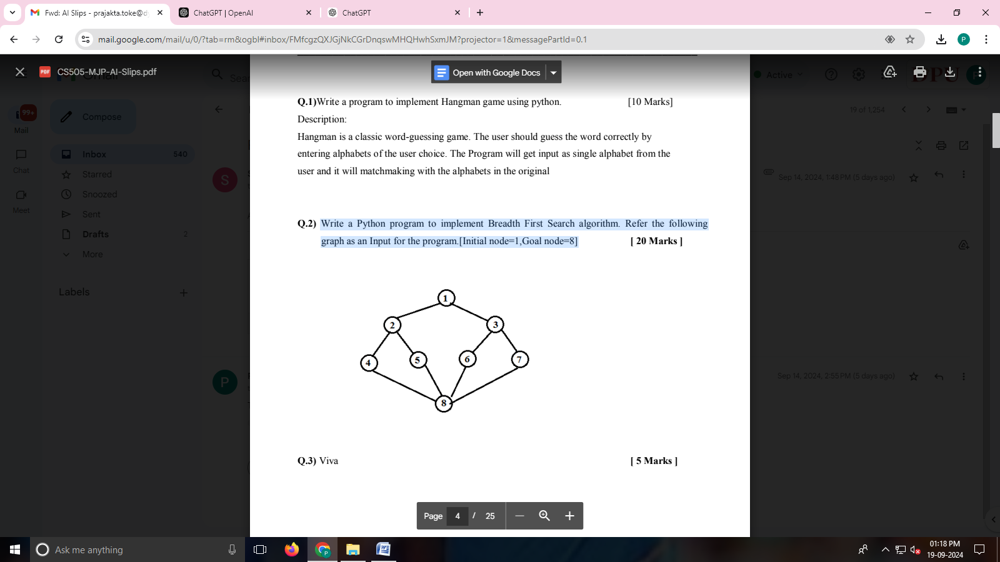 Fwd: AI Slips - prajakta.toke@d
ChatGPT | OpenAI
ChatGPT
mail.google.com/mail/u/0/?tab=rm&ogbl#inbox/FMfcgzQXJGjNkCGrDnqswMHQHwhSxmJM?projector=1&messagePartId=0.1
P
PDF CS505-MJP-AI-Slips.pdf
Open with Google Docs
Active
99+
Mail
Compose
19 of 1,254
Inbox 540
Chat
Starred
Snoozed
Meet
Sent
Drafts 2
More
Labels
S
Sep 14, 2024, 1:48 PM (5 days ago)
P
Sep 14, 2024, 2:55 PM (5 days ago)
Q.1)Write a program to implement Hangman game using python. [10 Marks]
Description:
Hangman is a classic word-guessing game. The user should guess the word correctly by
entering alphabets of the user choice. The Program will get input as single alphabet from the
user and it will matchmaking with the alphabets in the original
Q.2) Write a Python program to implement Breadth First Search algorithm. Refer the following
graph as an Input for the program.[Initial node=1,Goal node=8] [ 20 Marks ]
1
2 3
4 5 6 7
8
Q.3) Viva [ 5 Marks ]
Page 4 / 25
Ask me anything
01:18 PM
19-09-2024